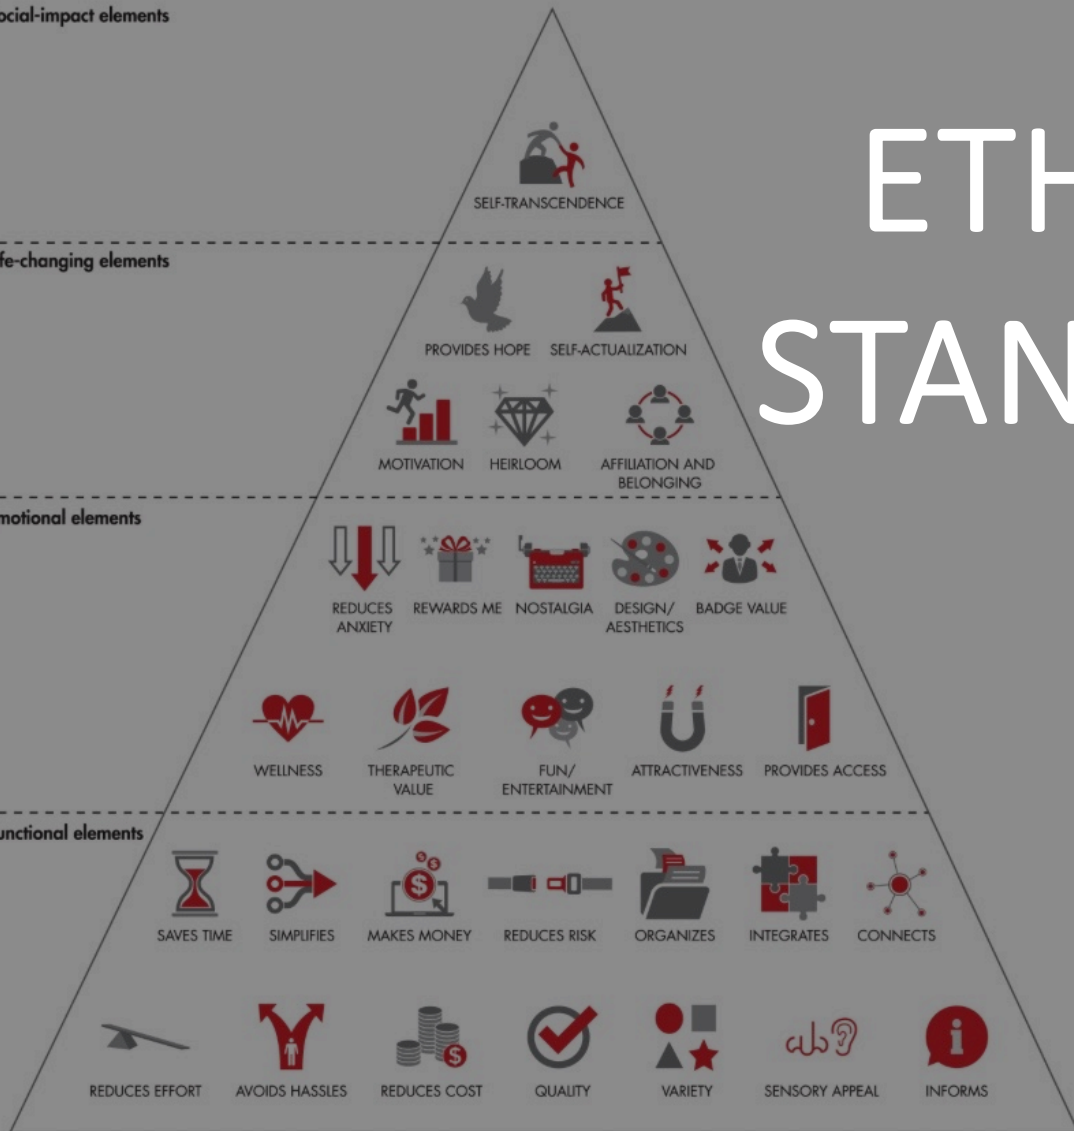 ocial-impact elements
ETH
SELF-TRANSCENDENCE
fe-changing elements
STAN
PROVIDES HOPE SELF-ACTUALIZATION
MOTIVATION HEIRLOOM AFFILIATION AND
BELONGING
motional elements
REDUCES REWARDS ME NOSTALGIA DESIGN/ BADGE VALUE
ANXIETY AESTHETICS
WELLNESS THERAPEUTIC FUN/ ATTRACTIVENESS PROVIDES ACCESS
VALUE ENTERTAINMENT
unctional elements
SAVES TIME SIMPLIFIES MAKES MONEY REDUCES RISK ORGANIZES INTEGRATES CONNECTS
REDUCES EFFORT AVOIDS HASSLES REDUCES COST QUALITY VARIETY SENSORY APPEAL INFORMS